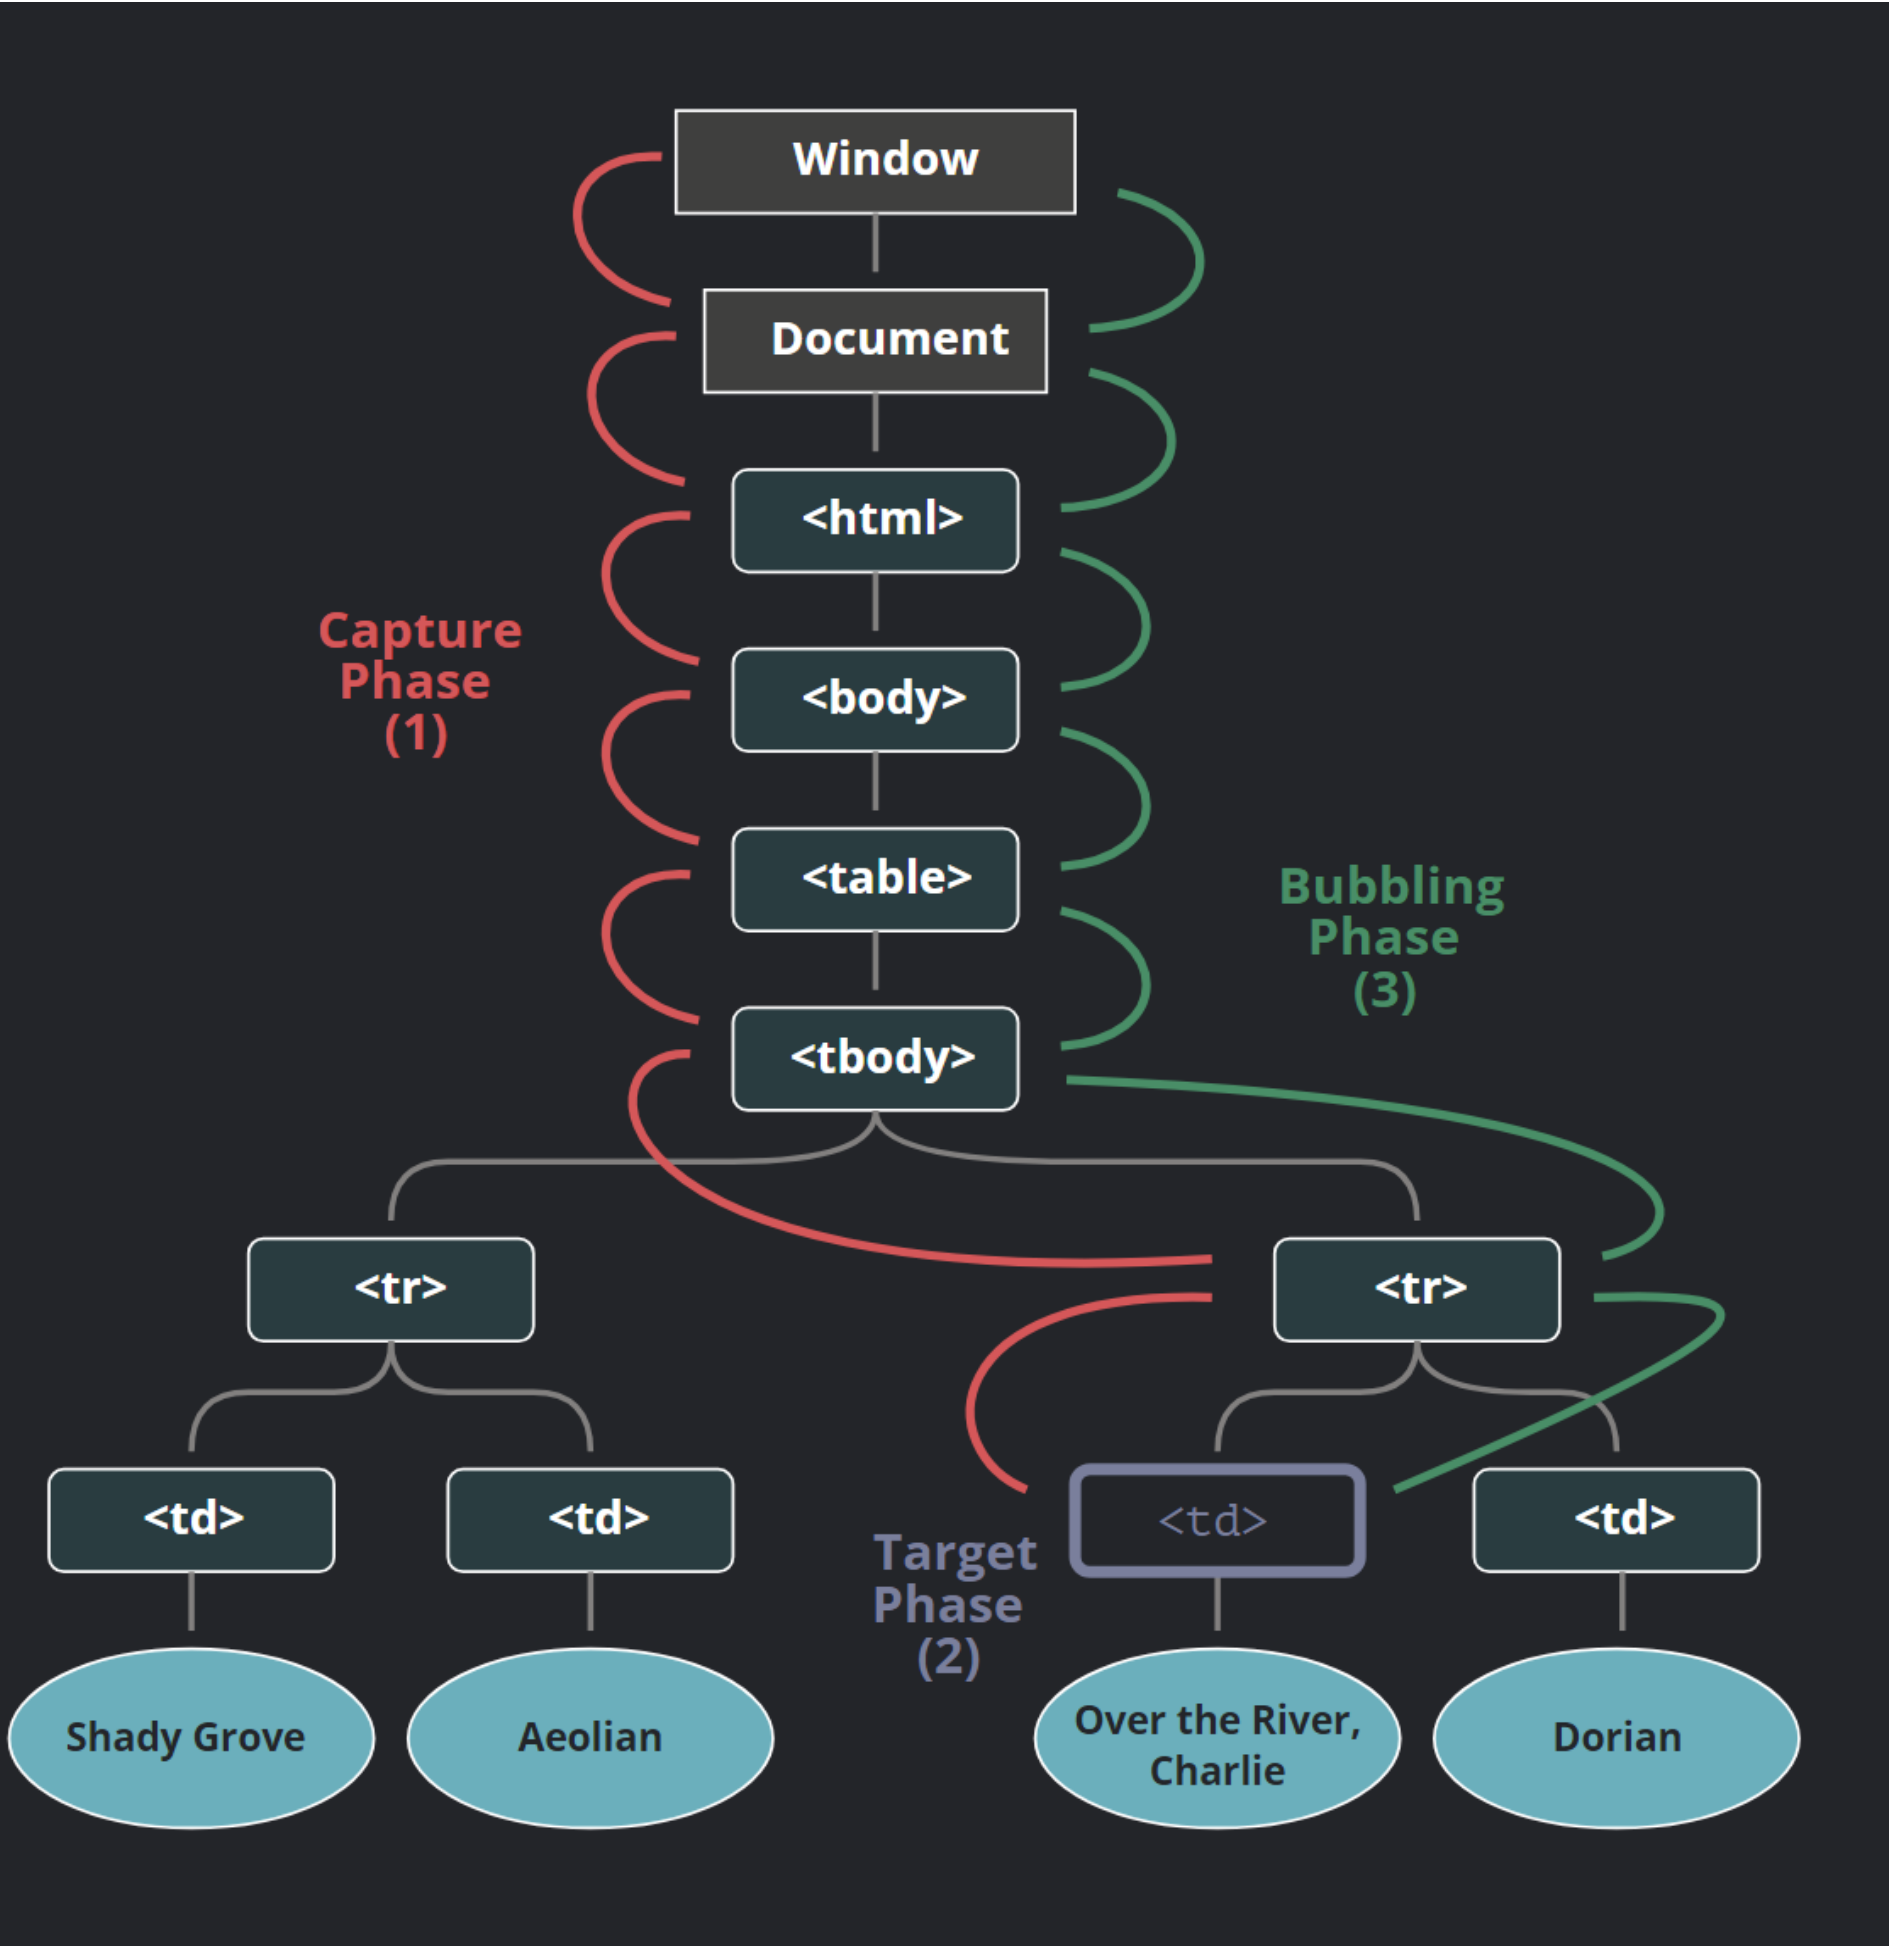 Window
Document
<html>
Capture
Phase
(1)
<body>
<table>
Bubbling
Phase
(3)
<tbody>
<tr>
<tr>
<td>
<td>
<td>
<td>
Target
Phase
(2)
Shady Grove
Aeolian
Over the River,
Charlie
Dorian